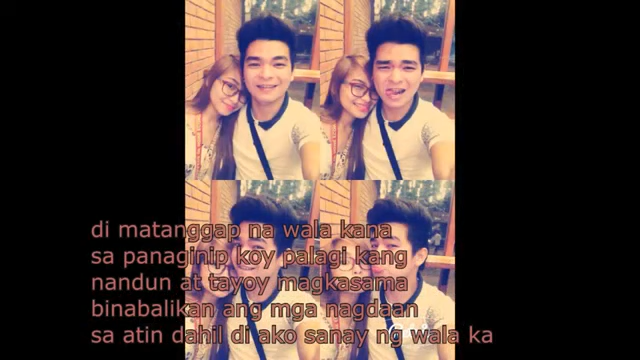 di matanggap na wala kana
sa panaginip koy palagi kang
nandun at tayoy magkasama
binabalikan ang mga nagdaan
sa atin dahil di ako sanay ng wala ka